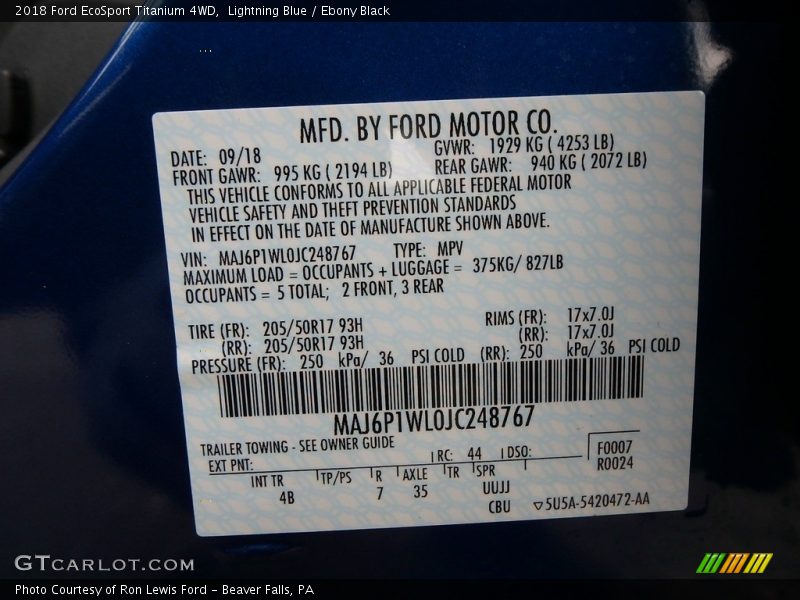 2018 Ford EcoSport Titanium 4WD,  Lightning Blue / Ebony Black
MFD. BY FORD MOTOR CO.
DATE: 09/18 GVWR: 1929 KG ( 4253 LB)
FRONT GAWR: 995 KG ( 2194 LB) REAR GAWR: 940 KG ( 2072 LB)
THIS VEHICLE CONFORMS TO ALL APPLICABLE FEDERAL MOTOR
VEHICLE SAFETY AND THEFT PREVENTION STANDARDS
IN EFFECT ON THE DATE OF MANUFACTURE SHOWN ABOVE.
VIN: MAJ6P1WL0JC248767 TYPE: MPV
MAXIMUM LOAD = OCCUPANTS + LUGGAGE = 375KG/ 827LB
OCCUPANTS = 5 TOTAL; 2 FRONT, 3 REAR
TIRE (FR): 205/50R17 93H RIMS (FR): 17x7.0J
(RR): 205/50R17 93H (RR): 17x7.0J
PRESSURE (FR): 250 kPa/ 36 PSI COLD (RR): 250 kPa/ 36 PSI COLD
MAJ6P1WL0JC248767
TRAILER TOWING - SEE OWNER GUIDE
EXT PNT: RC: 44 DSO: F0007
R0024
INT TR TP/PS R AXLE TR SPR
4B 7 35 UUJJ
CBU 5U5A-5420472-AA
GTcarlot.com
Photo Courtesy of Ron Lewis Ford – Beaver Falls, PA